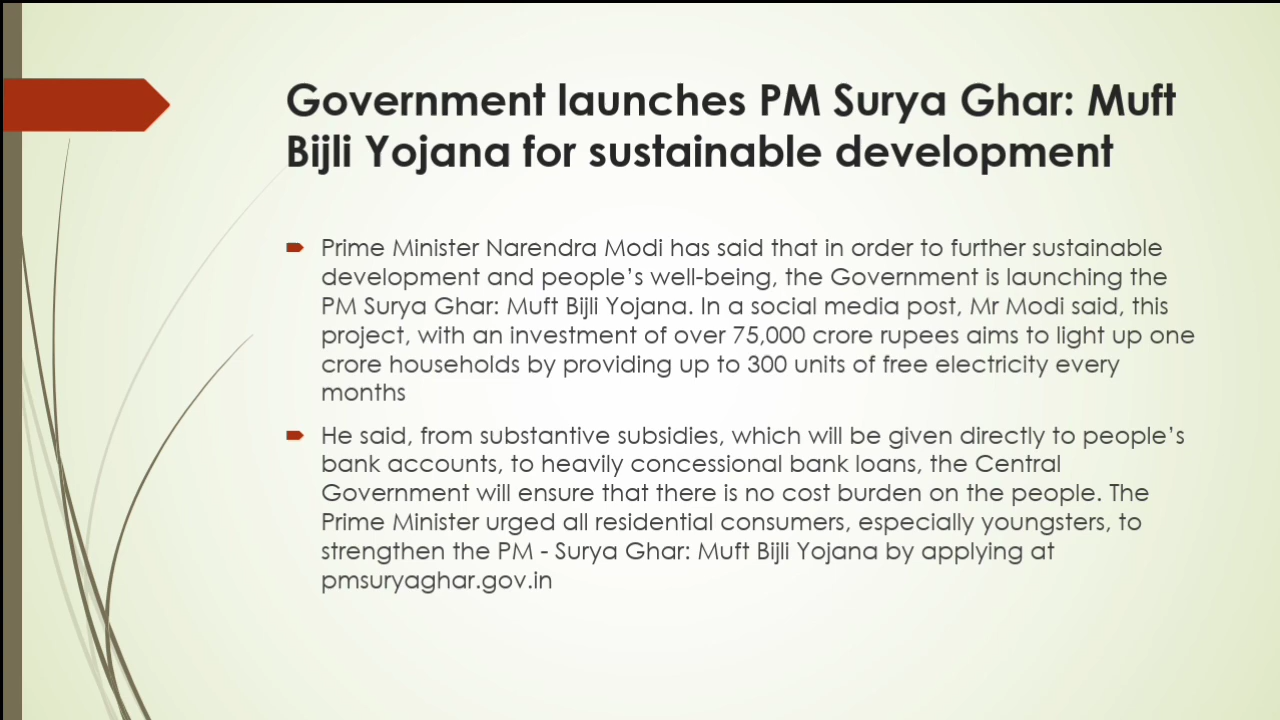 Government launches PM Surya Ghar: Muft
Bijli Yojana for sustainable development
Prime Minister Narendra Modi has said that in order to further sustainable
development and people’s well-being, the Government is launching the
PM Surya Ghar: Muft Bijli Yojana. In a social media post, Mr Modi said, this
project, with an investment of over 75,000 crore rupees aims to light up one
crore households by providing up to 300 units of free electricity every
months
He said, from substantive subsidies, which will be given directly to people’s
bank accounts, to heavily concessional bank loans, the Central
Government will ensure that there is no cost burden on the people. The
Prime Minister urged all residential consumers, especially youngsters, to
strengthen the PM - Surya Ghar: Muft Bijli Yojana by applying at
pmsuryaghar.gov.in